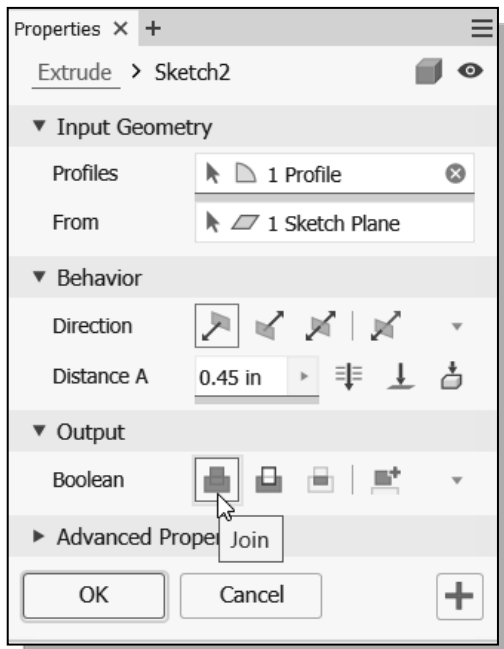 Properties × +
Extrude > Sketch2
Input Geometry
Profiles 1 Profile
From 1 Sketch Plane
Behavior
Direction
Distance A 0.45 in
Output
Boolean
Advanced Proper
Join
OK Cancel +